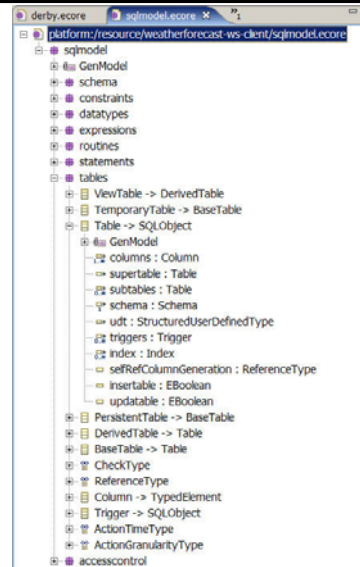 derby.ecore sqlmodel.ecore »1
platform:/resource/weatherforecast-ws-client/sqlmodel.ecore
sqlmodel
GenModel
schema
constraints
datatypes
expressions
routines
statements
tables
ViewTable -> DerivedTable
TemporaryTable -> BaseTable
Table -> SQLObject
GenModel
columns : Column
supertable : Table
subtables : Table
schema : Schema
udt : StructuredUserDefinedType
triggers : Trigger
index : Index
selfRefColumnGeneration : ReferenceType
insertable : EBoolean
updatable : EBoolean
PersistentTable -> BaseTable
DerivedTable -> Table
BaseTable -> Table
CheckType
ReferenceType
Column -> TypedElement
Trigger -> SQLObject
ActionTimeType
ActionGranularityType
accesscontrol